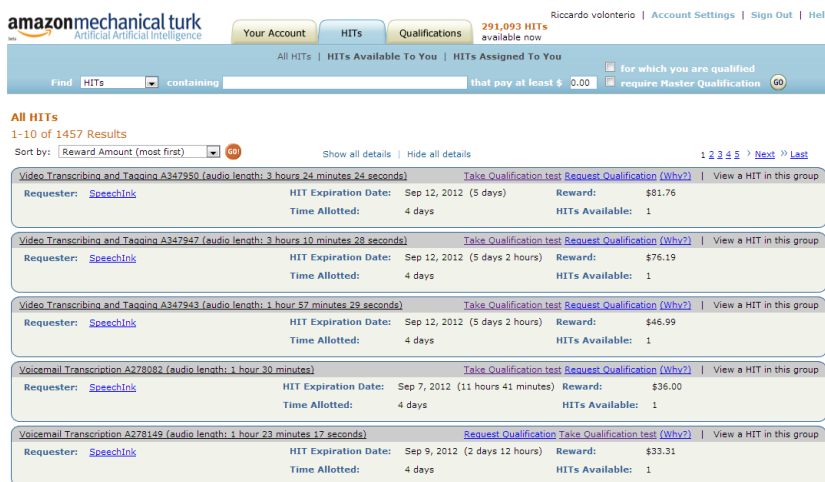 Riccardo volonterio | Account Settings | Sign Out | Hel
amazonmechanical turk
beta Artificial Artificial Intelligence
Your Account HITs Qualifications 291,093 HITs available now
All HITs | HITs Available To You | HITs Assigned To You
Find HITs containing that pay at least $ 0.00 for which you are qualified
require Master Qualification GO
All HITs
1-10 of 1457 Results
Sort by: Reward Amount (most first) GO! Show all details | Hide all details 1 2 3 4 5 › Next » Last
Video Transcribing and Tagging A347950 (audio length: 3 hours 24 minutes 24 seconds) Take Qualification test Request Qualification (Why?) | View a HIT in this group
Requester: SpeechInk HIT Expiration Date: Sep 12, 2012 (5 days) Reward: $81.76
Time Allotted: 4 days HITs Available: 1
Video Transcribing and Tagging A347947 (audio length: 3 hours 10 minutes 28 seconds) Take Qualification test Request Qualification (Why?) | View a HIT in this group
Requester: SpeechInk HIT Expiration Date: Sep 12, 2012 (5 days 2 hours) Reward: $76.19
Time Allotted: 4 days HITs Available: 1
Video Transcribing and Tagging A347943 (audio length: 1 hour 57 minutes 29 seconds) Take Qualification test Request Qualification (Why?) | View a HIT in this group
Requester: SpeechInk HIT Expiration Date: Sep 12, 2012 (5 days 2 hours) Reward: $46.99
Time Allotted: 4 days HITs Available: 1
Voicemail Transcription A278082 (audio length: 1 hour 30 minutes) Take Qualification test Request Qualification (Why?) | View a HIT in this group
Requester: SpeechInk HIT Expiration Date: Sep 7, 2012 (11 hours 41 minutes) Reward: $36.00
Time Allotted: 4 days HITs Available: 1
Voicemail Transcription A278149 (audio length: 1 hour 23 minutes 17 seconds) Request Qualification Take Qualification test (Why?) | View a HIT in this group
Requester: SpeechInk HIT Expiration Date: Sep 9, 2012 (2 days 12 hours) Reward: $33.31
Time Allotted: 4 days HITs Available: 1